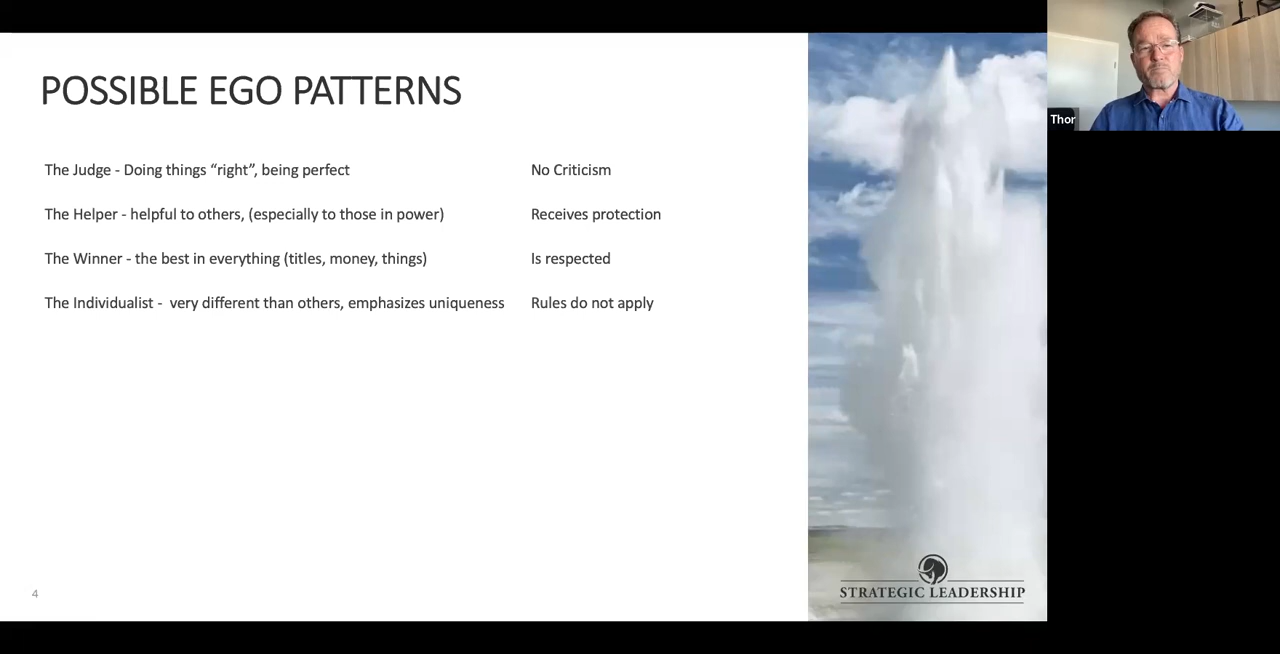 POSSIBLE EGO PATTERNS
The Judge - Doing things “right”, being perfect
No Criticism
The Helper - helpful to others, (especially to those in power)
Receives protection
The Winner - the best in everything (titles, money, things)
Is respected
The Individualist -  very different than others, emphasizes uniqueness
Rules do not apply
4
STRATEGIC LEADERSHIP
Thor